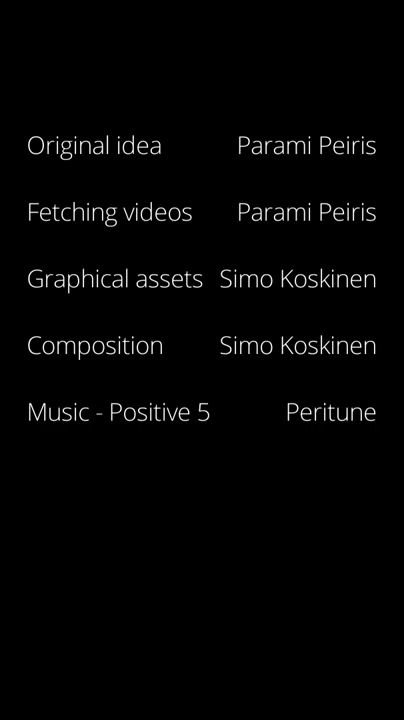 Original idea Parami Peiris
Fetching videos Parami Peiris
Graphical assets Simo Koskinen
Composition Simo Koskinen
Music - Positive 5 Peritune